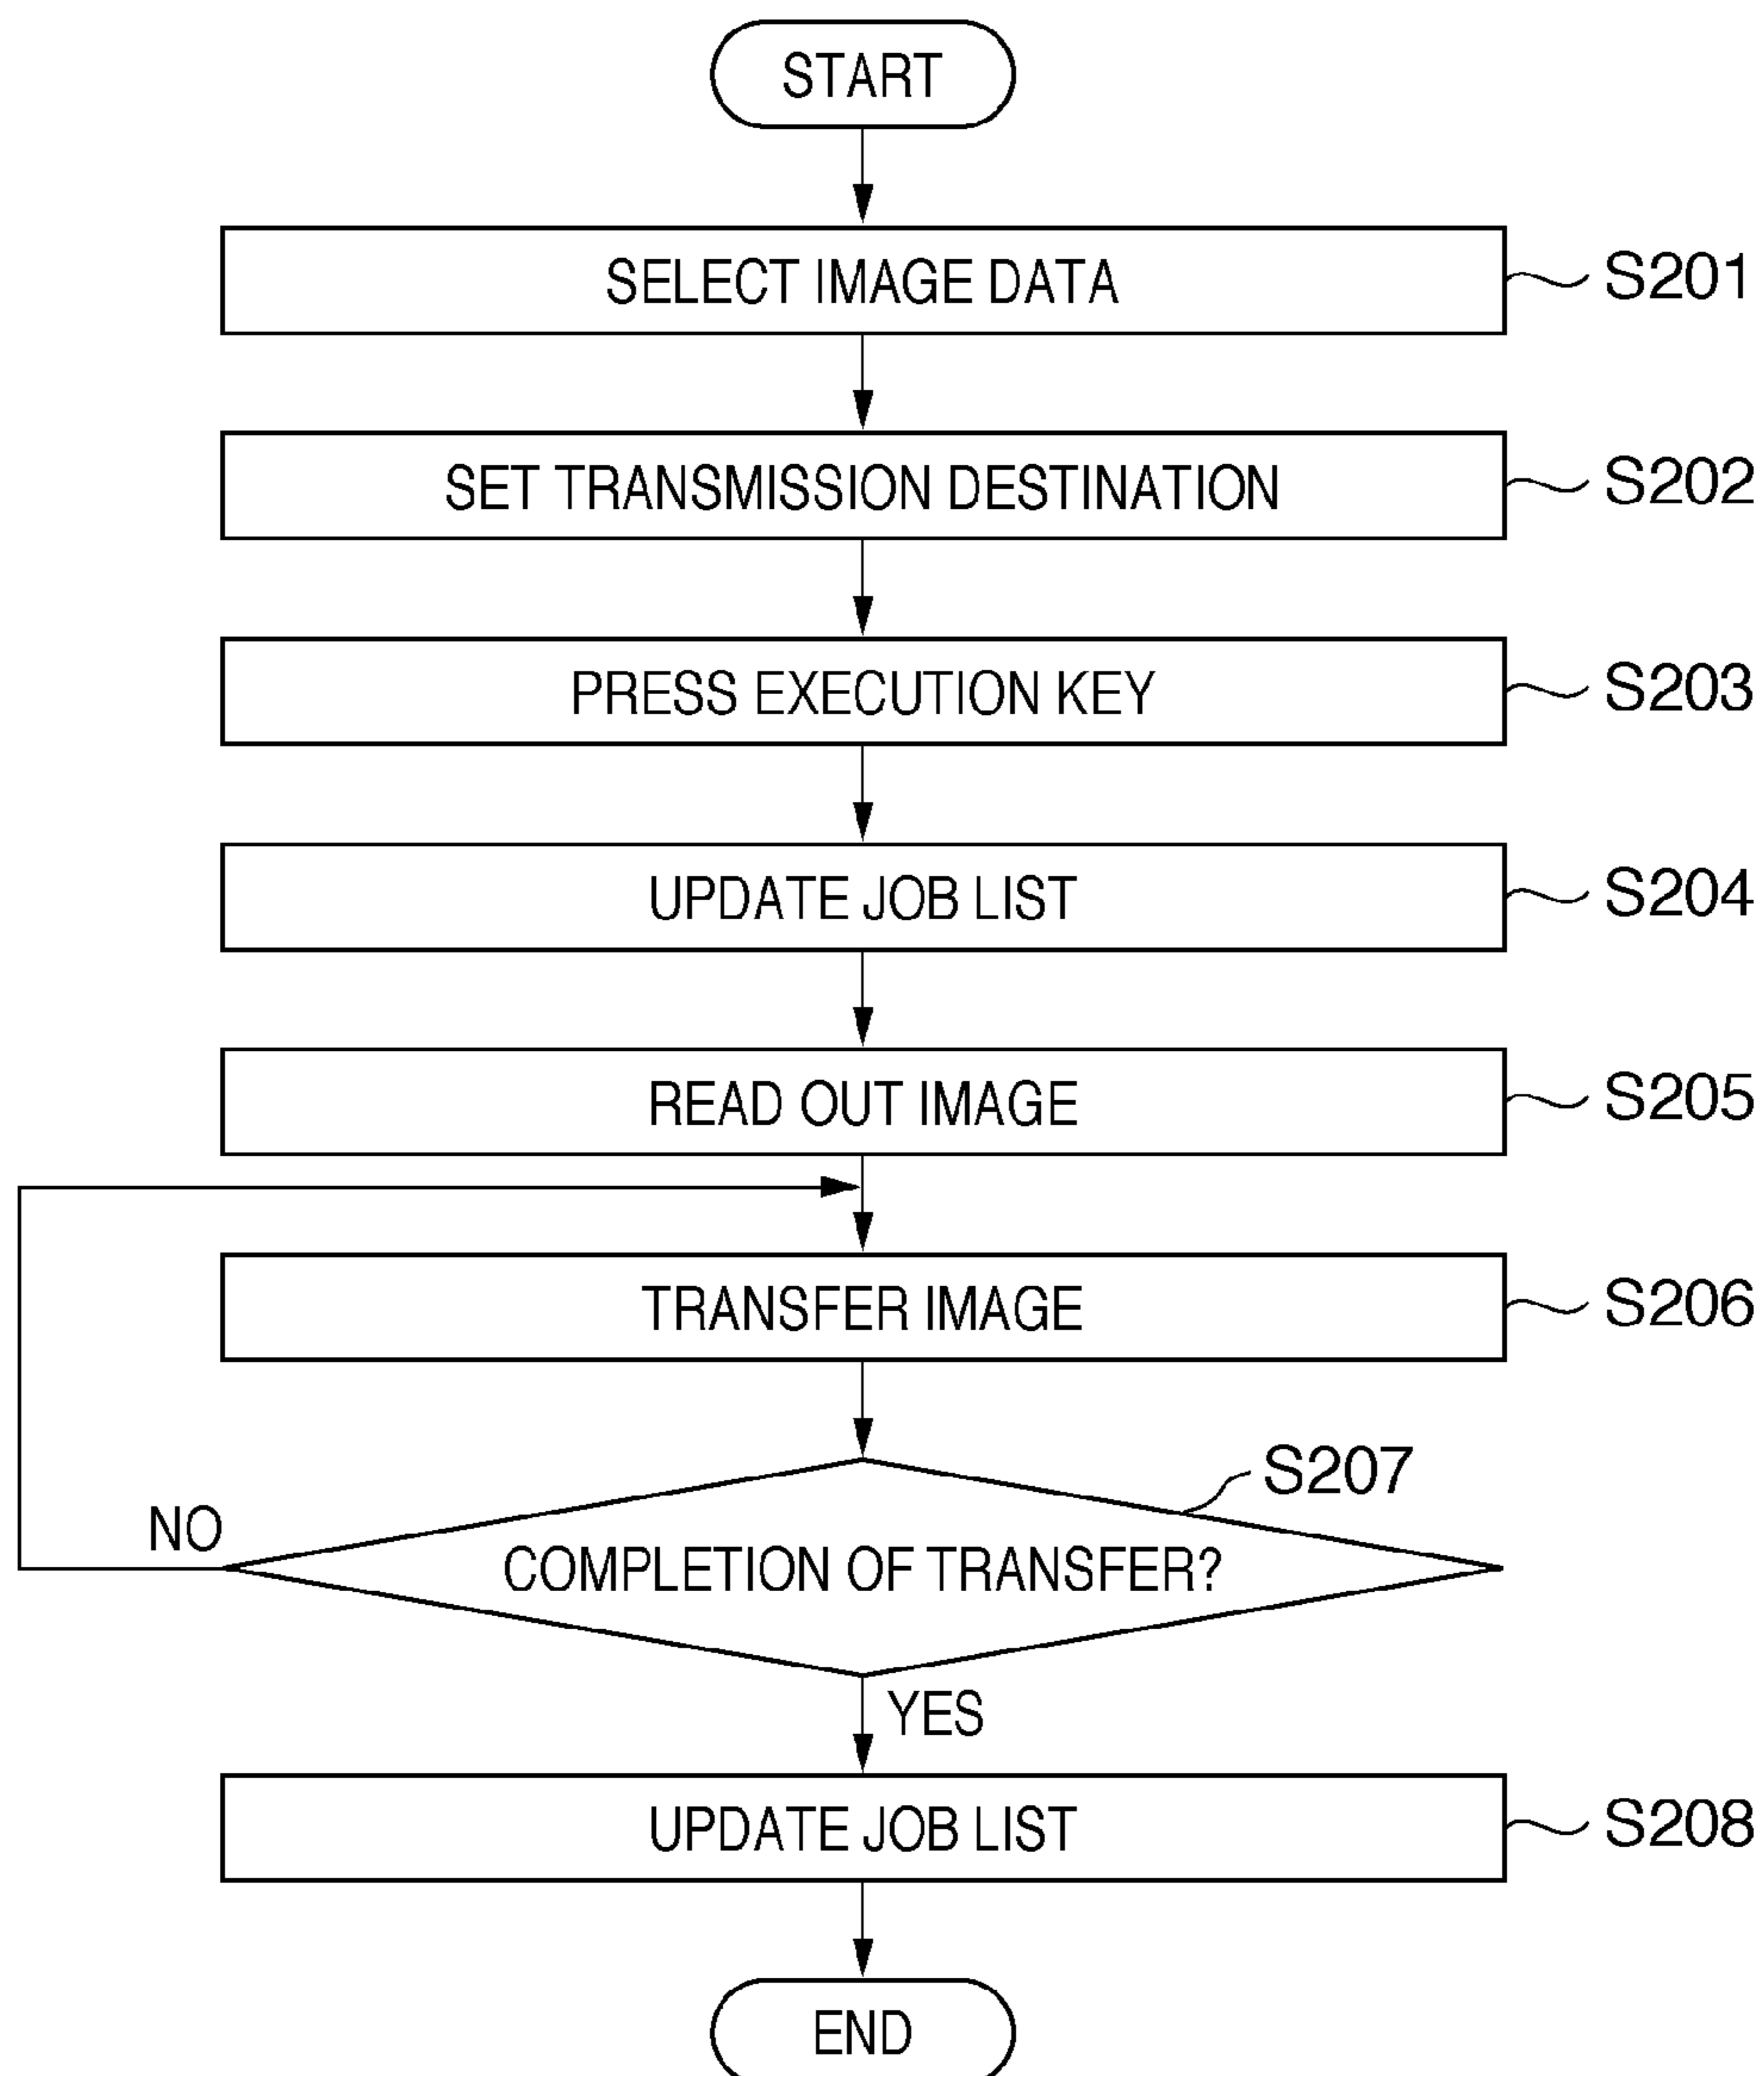 START
SELECT IMAGE DATA
S201
SET TRANSMISSION DESTINATION
S202
PRESS EXECUTION KEY
S203
UPDATE JOB LIST
S204
READ OUT IMAGE
S205
TRANSFER IMAGE
S206
S207
NO
COMPLETION OF TRANSFER?
YES
UPDATE JOB LIST
S208
END